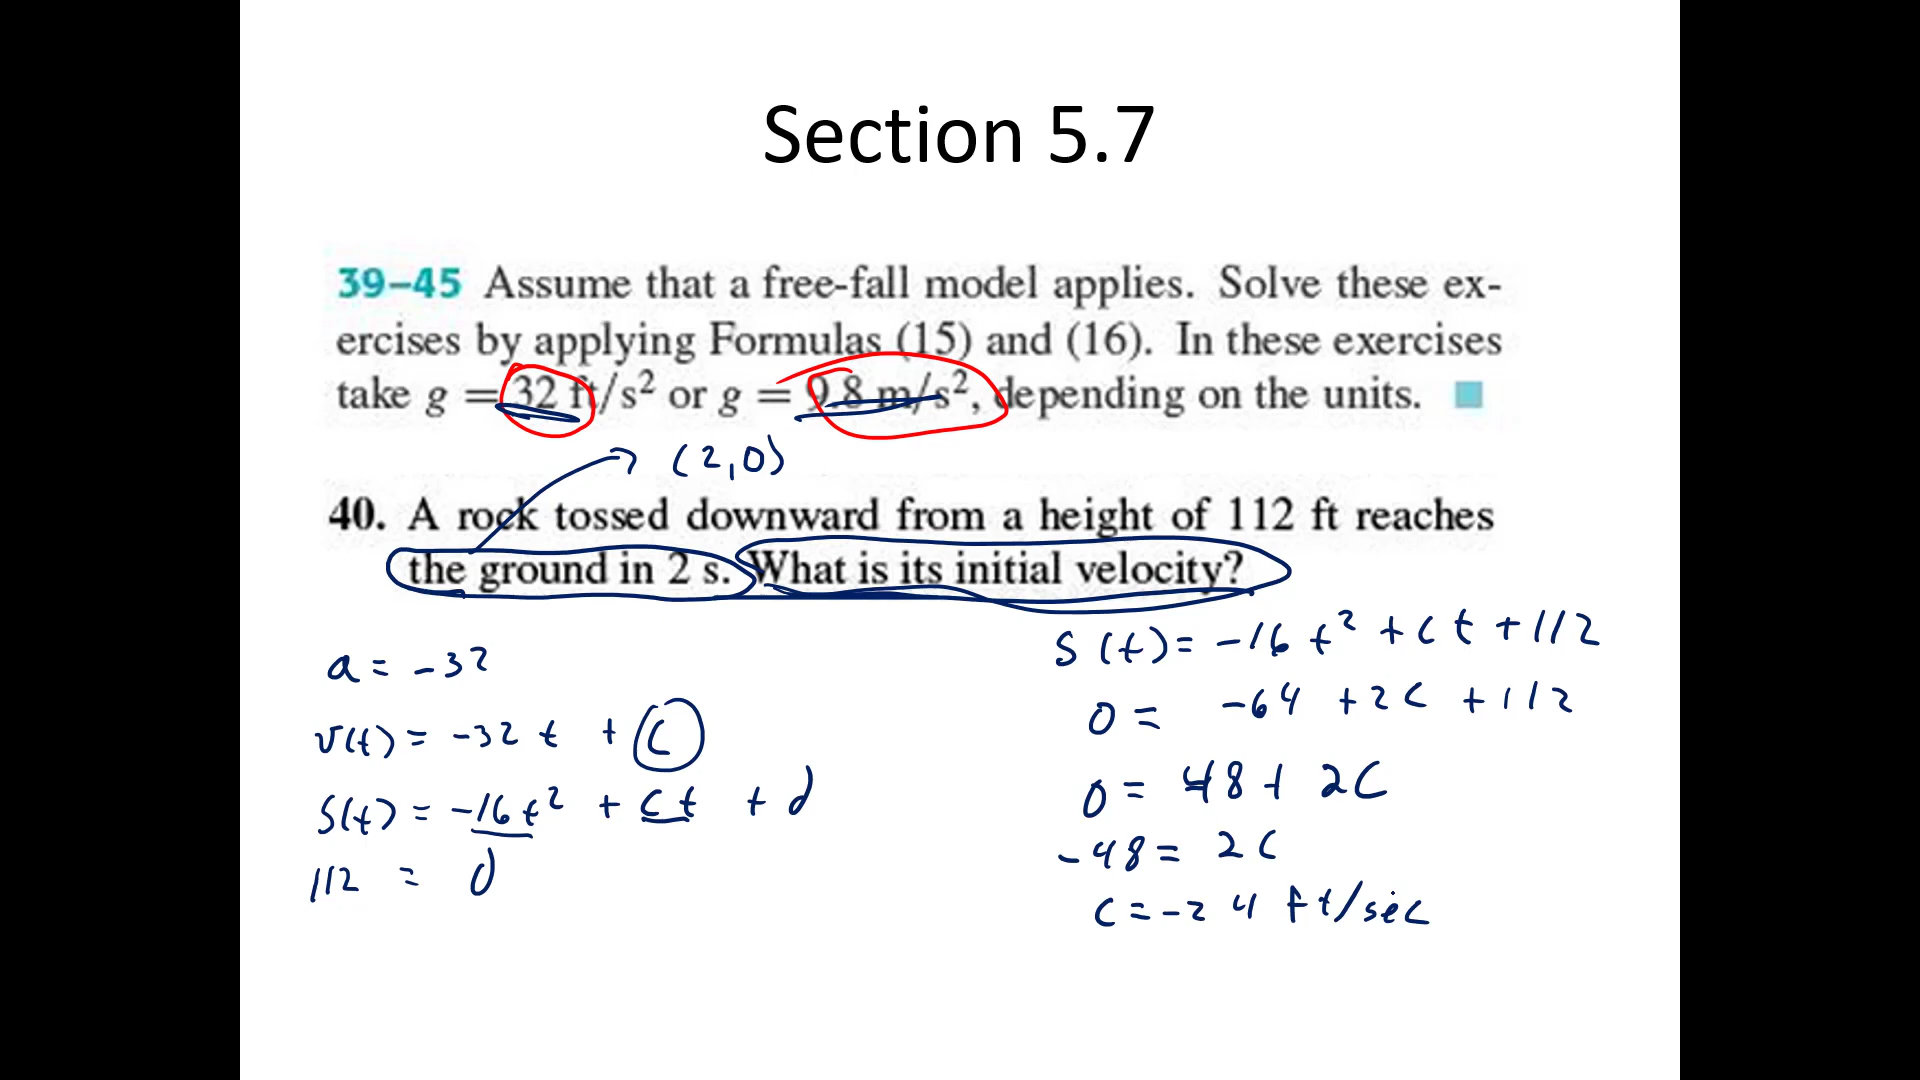 Section 5.7
39–45 Assume that a free-fall model applies. Solve these ex-
ercises by applying Formulas (15) and (16). In these exercises
take g = 32 ft/s² or g = 9.8 m/s², depending on the units.
(2,0)
40. A rock tossed downward from a height of 112 ft reaches
the ground in 2 s. What is its initial velocity?
a = -32
v(t) = -32t + c
s(t) = -16t² + ct + d
112 = d
s(t) = -16t² + ct + 112
0 = -64 + 2c + 112
0 = 48 + 2c
-48 = 2c
c = -24 ft/sec